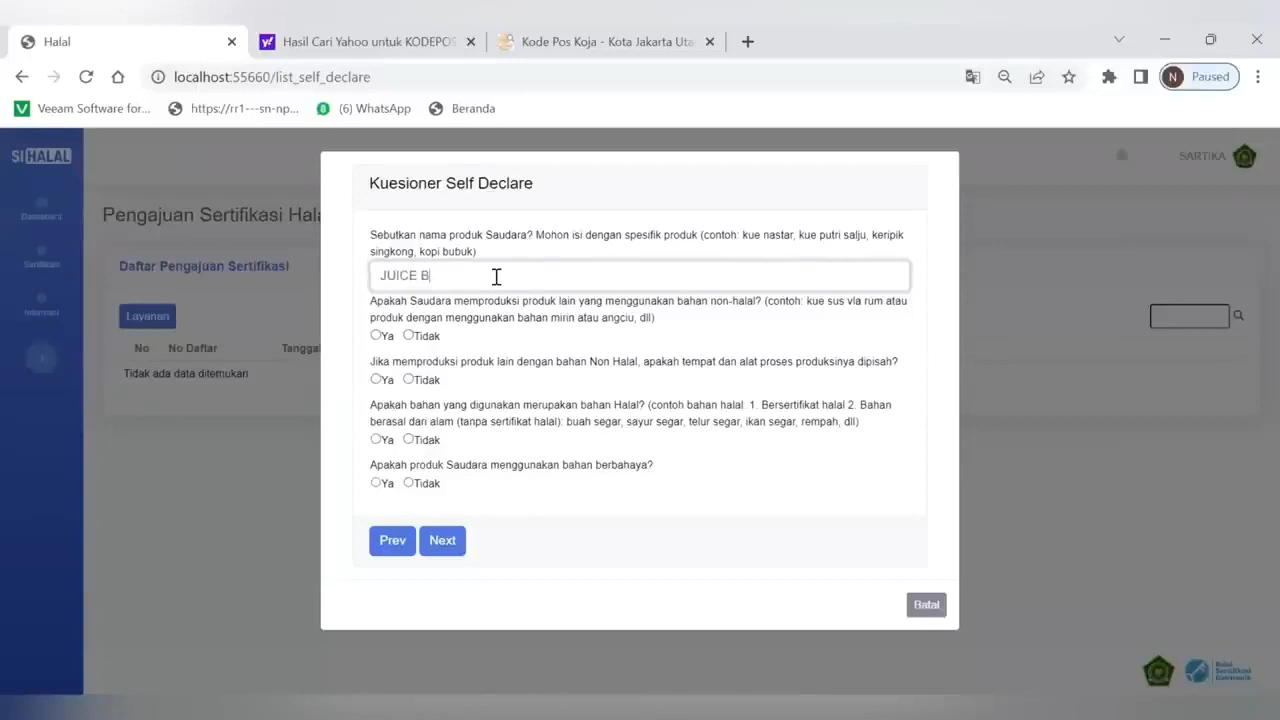 Halal
Hasil Cari Yahoo untuk KODEPOS
Kode Pos Koja - Kota Jakarta Uta
localhost:55660/list_self_declare
N Paused
Veeam Software for...
https://rr1---sn-np...
(6) WhatsApp
Beranda
SIHALAL
SARTIKA
Dashboard
Sertifikasi
Informasi
Pengajuan Sertifikasi Hala
Daftar Pengajuan Sertifikasi
Layanan
No No Daftar Tanggal
Tidak ada data ditemukan
Kuesioner Self Declare
Sebutkan nama produk Saudara? Mohon isi dengan spesifik produk (contoh: kue nastar, kue putri salju, keripik
singkong, kopi bubuk)
JUICE B
Apakah Saudara memproduksi produk lain yang menggunakan bahan non-halal? (contoh: kue sus vla rum atau
produk dengan menggunakan bahan mirin atau angciu, dll)
Ya Tidak
Jika memproduksi produk lain dengan bahan Non Halal, apakah tempat dan alat proses produksinya dipisah?
Ya Tidak
Apakah bahan yang digunakan merupakan bahan Halal? (contoh bahan halal: 1. Bersertifikat halal 2. Bahan
berasal dari alam (tanpa sertifikat halal): buah segar, sayur segar, telur segar, ikan segar, rempah, dll)
Ya Tidak
Apakah produk Saudara menggunakan bahan berbahaya?
Ya Tidak
Prev Next
Batal
Balai
Sertifikasi
Elektronik